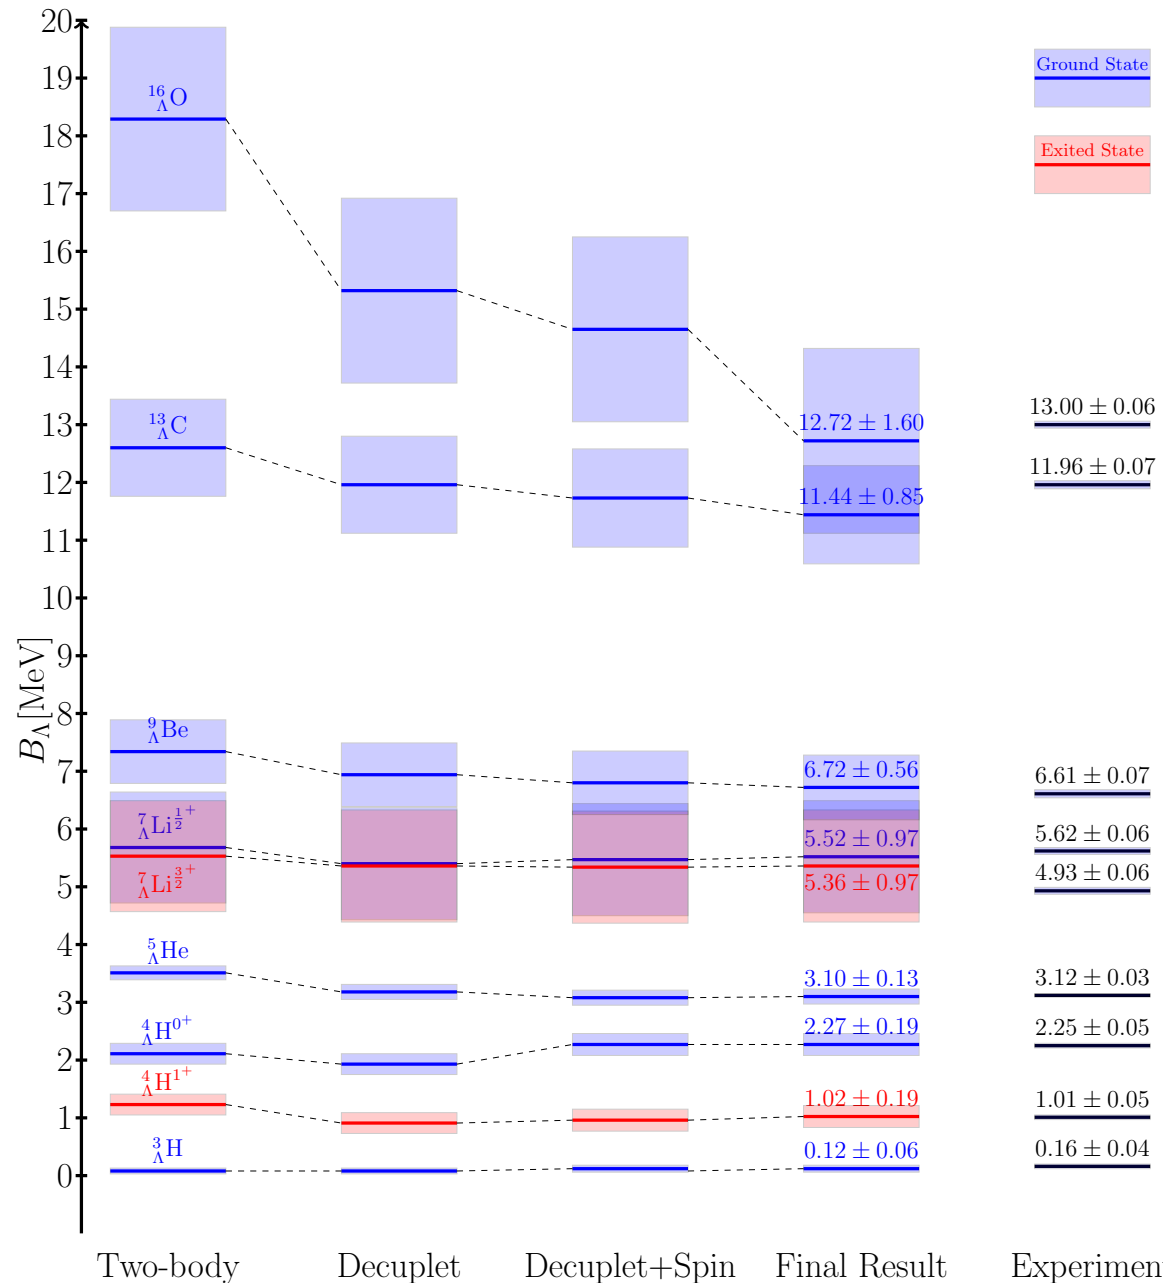 20
19
18
17
16
15
14
13
12
11
10
9
8
7
6
5
4
3
2
1
0
B_Λ[MeV]
Ground State
Exited State
¹⁶_ΛO
¹³_ΛC
⁹_ΛBe
⁷_ΛLi^{1/2^+}
⁷_ΛLi^{3/2^+}
⁵_ΛHe
⁴_ΛH^{0^+}
⁴_ΛH^{1^+}
³_ΛH
12.72 ± 1.60
11.44 ± 0.85
6.72 ± 0.56
5.52 ± 0.97
5.36 ± 0.97
3.10 ± 0.13
2.27 ± 0.19
1.02 ± 0.19
0.12 ± 0.06
13.00 ± 0.06
11.96 ± 0.07
6.61 ± 0.07
5.62 ± 0.06
4.93 ± 0.06
3.12 ± 0.03
2.25 ± 0.05
1.01 ± 0.05
0.16 ± 0.04
Two-body
Decuplet
Decuplet+Spin
Final Result
Experimen